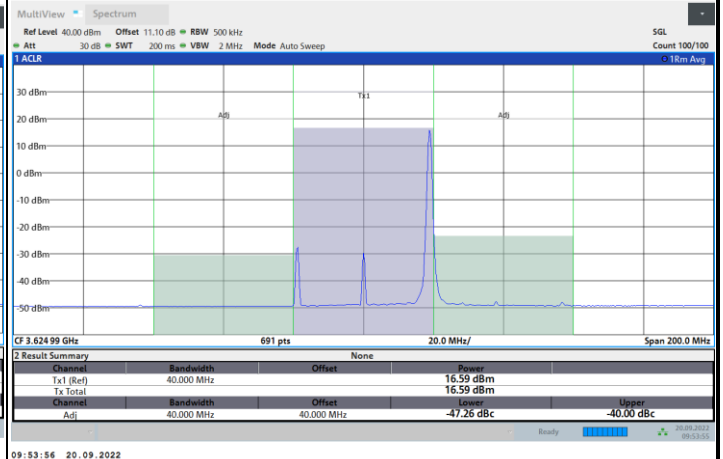 MultiView Spectrum
Ref Level 40.00 dBm Offset 11.10 dB RBW 500 kHz SGL
Att 30 dB SWT 200 ms VBW 2 MHz Mode Auto Sweep Count 100/100
1 ACLR 1Rm Avg
30 dBm
Tx1
20 dBm
Adj Adj
10 dBm
0 dBm
-10 dBm
-20 dBm
-30 dBm
-40 dBm
-50 dBm
CF 3.624 99 GHz 691 pts 20.0 MHz/ Span 200.0 MHz
2 Result Summary None
Channel Bandwidth Offset Power
Tx1 (Ref) 40.000 MHz 16.59 dBm
Tx Total 16.59 dBm
Channel Bandwidth Offset Lower Upper
Adj 40.000 MHz 40.000 MHz -47.26 dBc -40.00 dBc
Ready 20.09.2022
09:53:55
09:53:56 20.09.2022